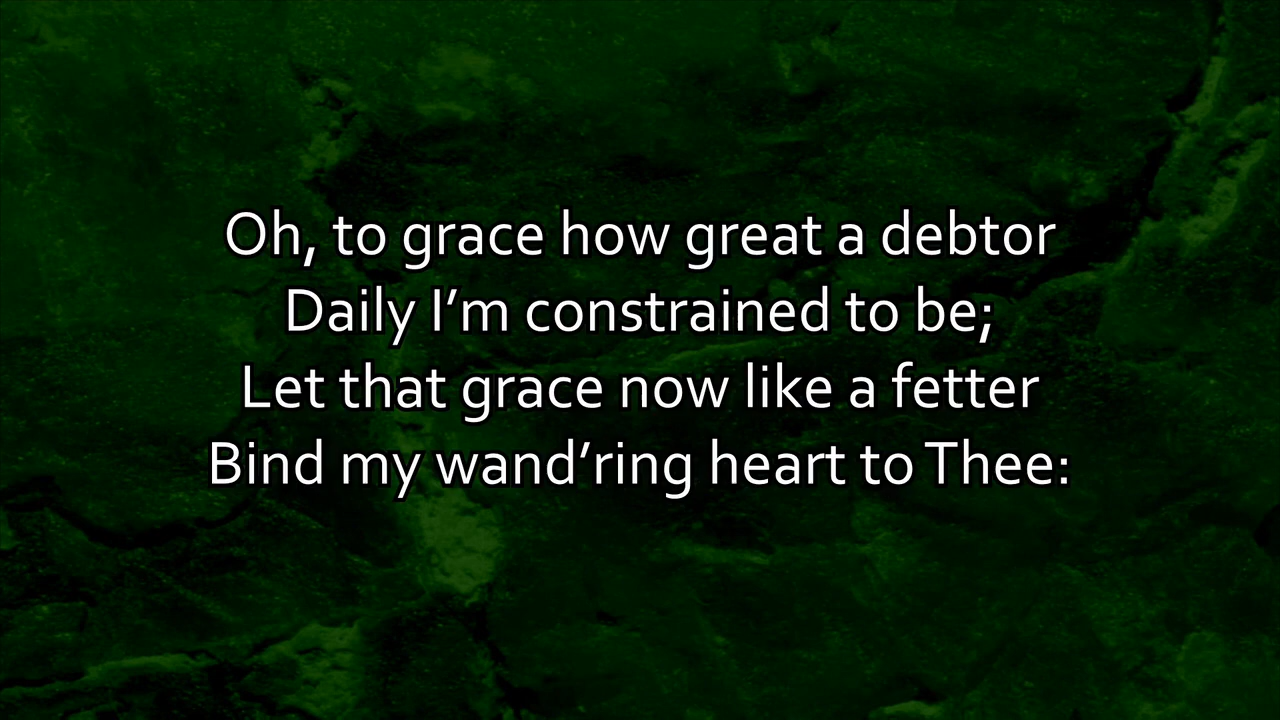 Oh, to grace how great a debtor
Daily I’m constrained to be;
Let that grace now like a fetter
Bind my wand’ring heart to Thee: